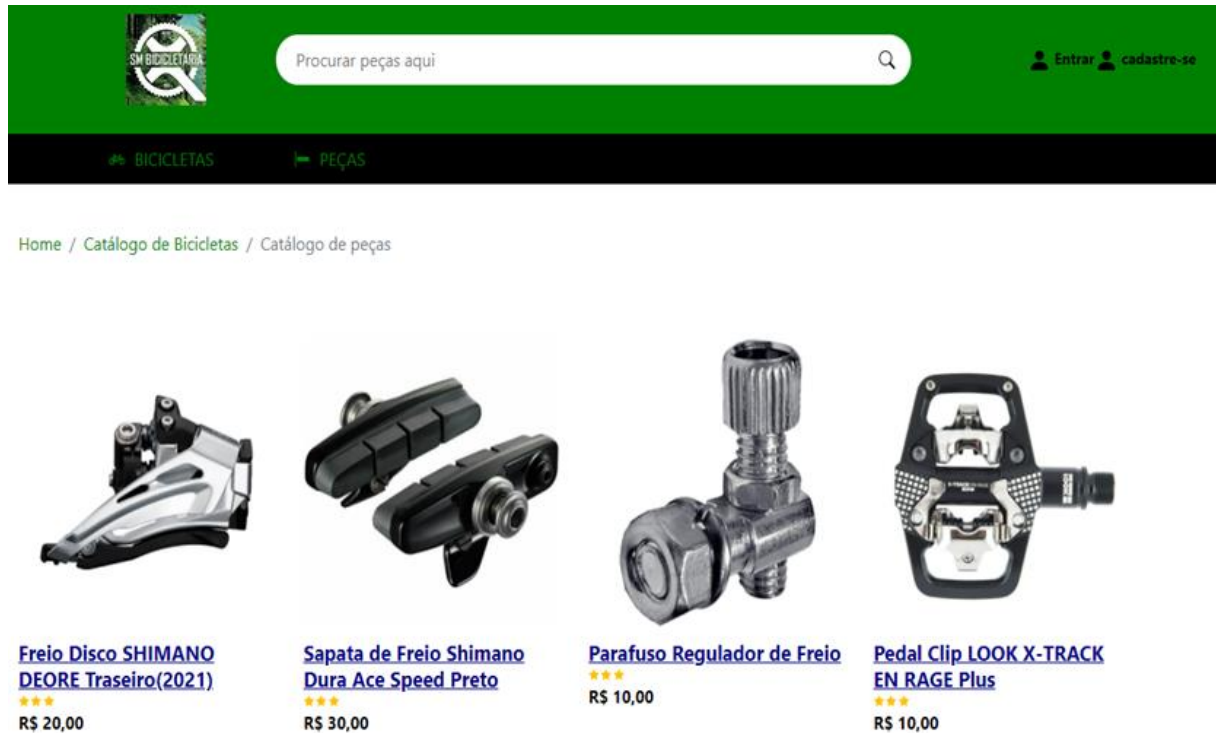 SM BICICLETARIA
Procurar peças aqui
Entrar cadastre-se
BICICLETAS PEÇAS
Home / Catálogo de Bicicletas / Catálogo de peças
Freio Disco SHIMANO
DEORE Traseiro(2021)
R$ 20,00
Sapata de Freio Shimano
Dura Ace Speed Preto
R$ 30,00
Parafuso Regulador de Freio
R$ 10,00
Pedal Clip LOOK X-TRACK
EN RAGE Plus
R$ 10,00